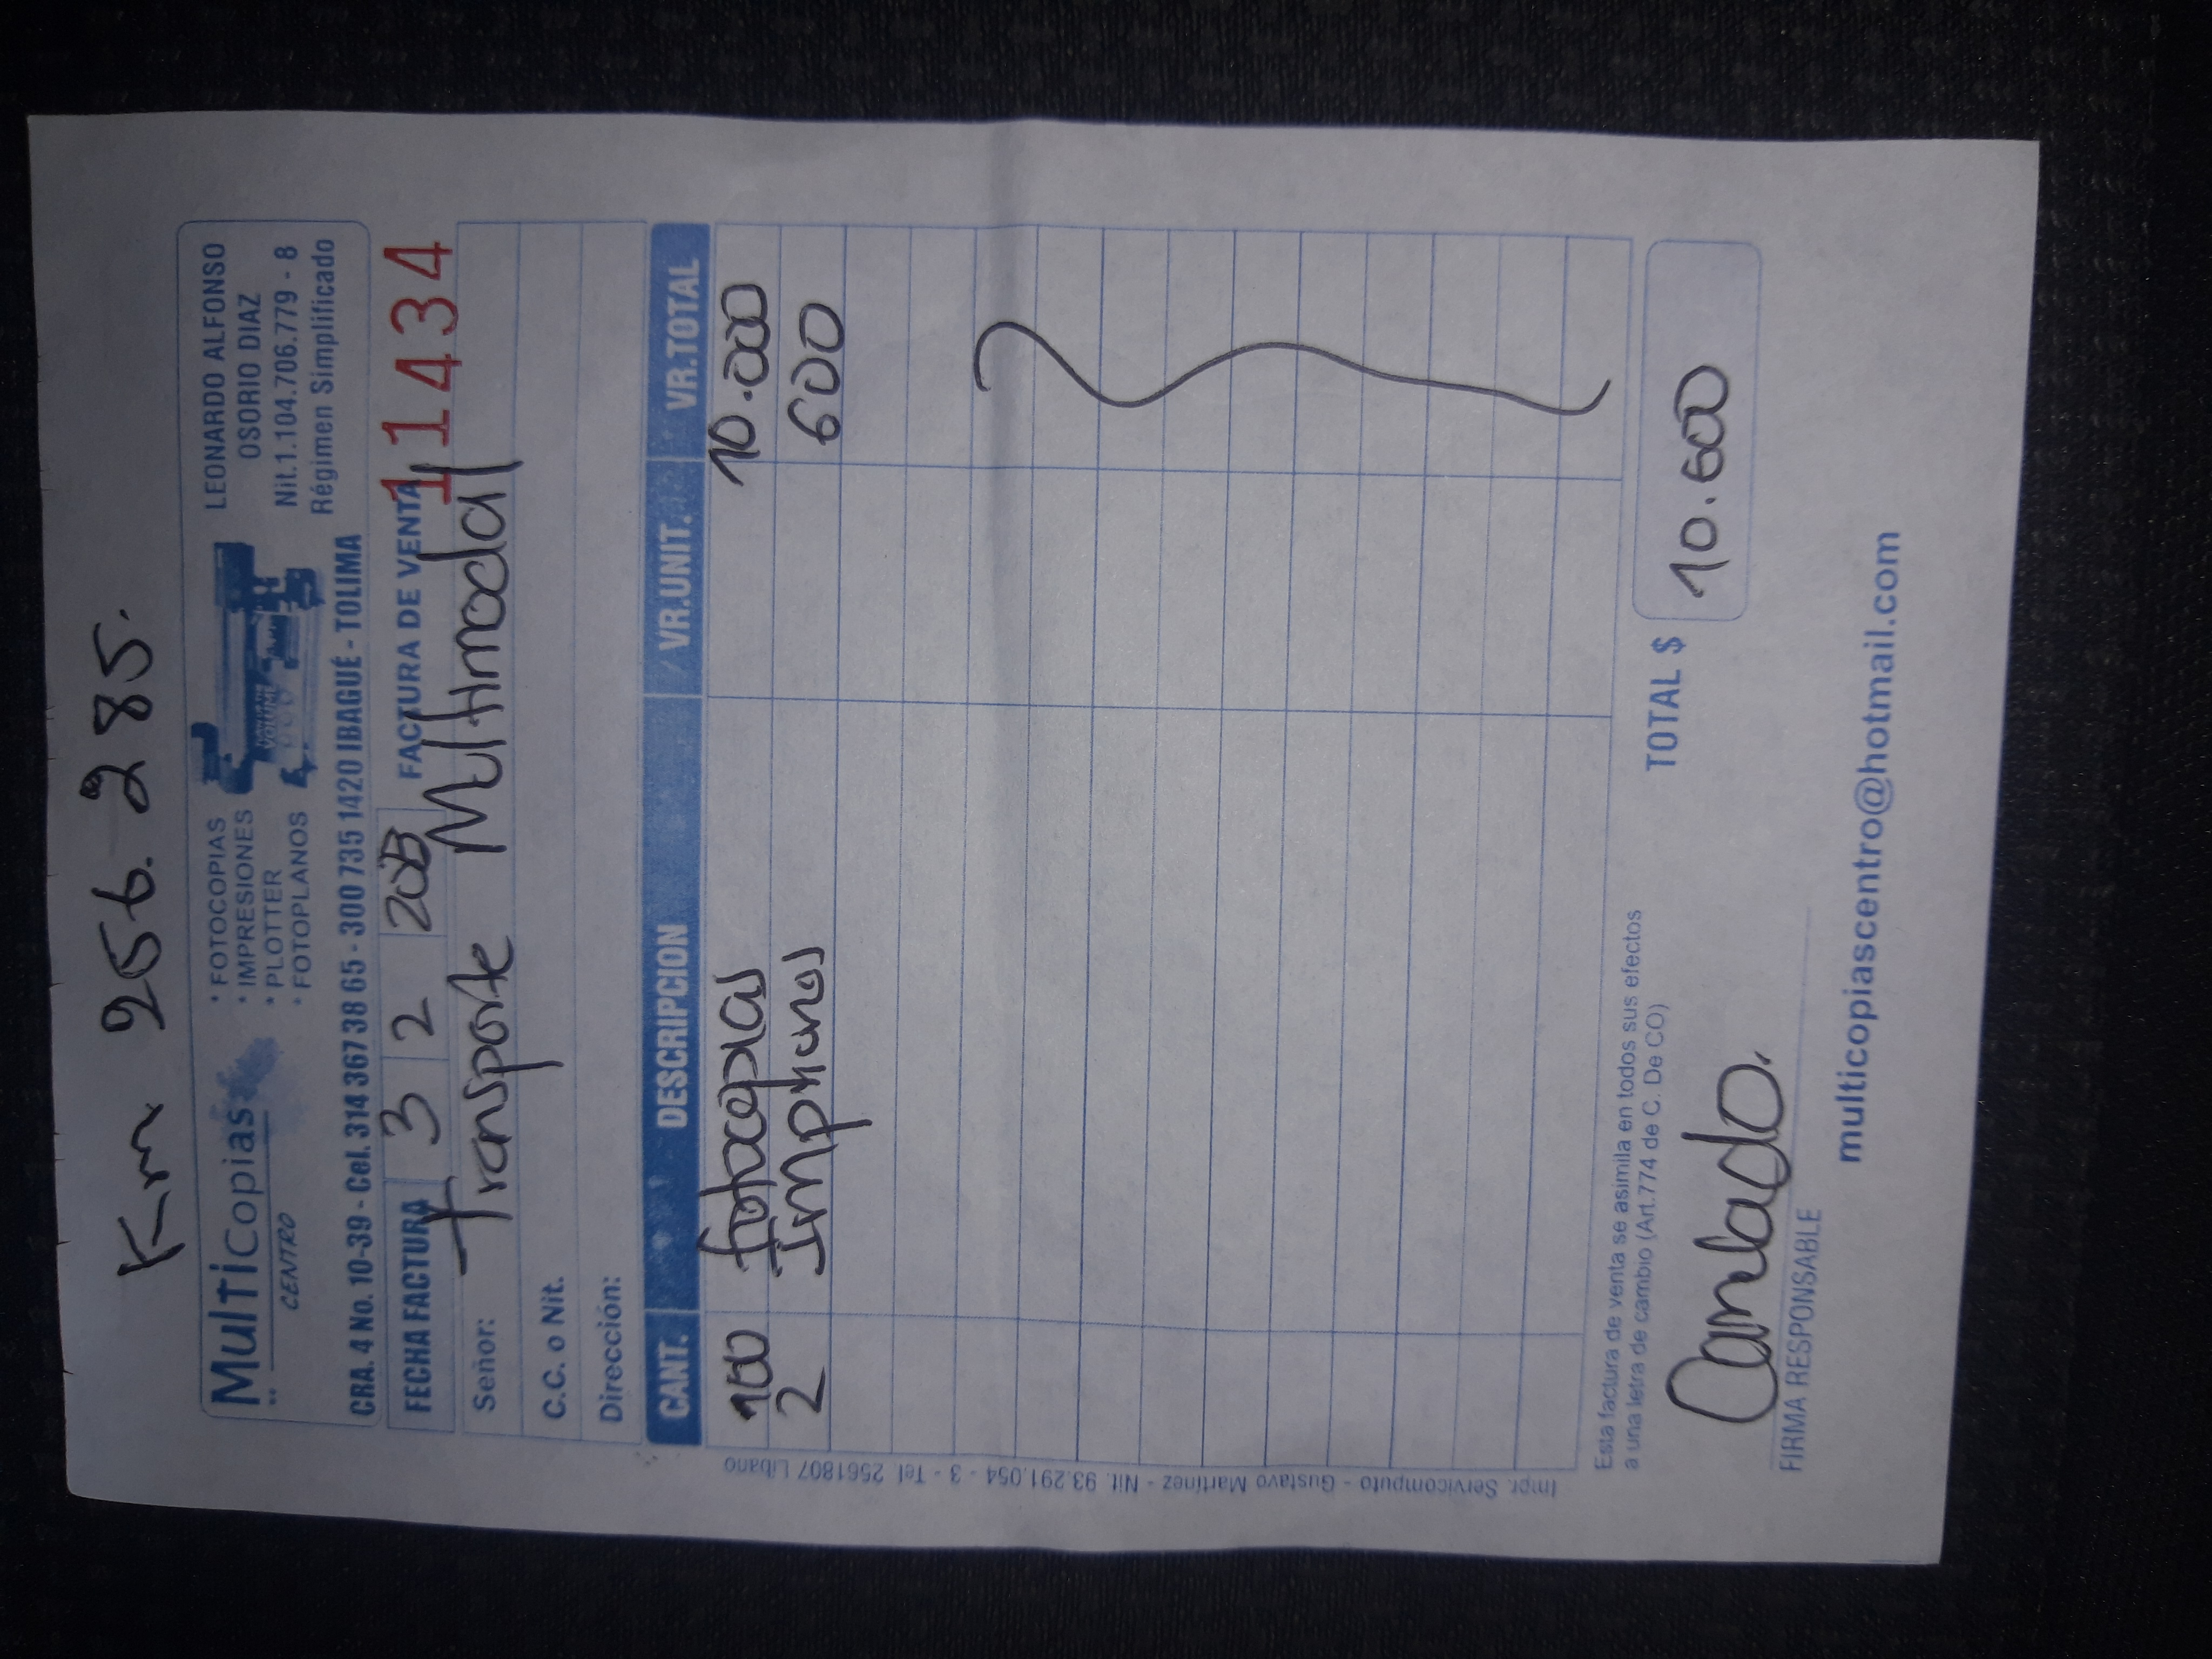 Km 256.285.
MultiCopias
CENTRO
* FOTOCOPIAS
* IMPRESIONES
* PLOTTER
* FOTOPLANOS
LEONARDO ALFONSO
OSORIO DIAZ
Nit.1.104.706.779 - 8
Régimen Simplificado
CRA. 4 No. 10-39 - Cel. 314 367 38 65 - 300 735 1420 IBAGUÉ - TOLIMA
FECHA FACTURA 3 2 FACTURA DE VENTA 11434
Señor: Transporte Multimodal
C.C. o Nit.
Dirección:
CANT. DESCRIPCION VR.UNIT. VR.TOTAL
100 fotocopias 10.000
2 600
Impr. Servicomputo - Gustavo Martínez - Nit. 93.291.054 - 3 - Tel. 2561807 Líbano
Esta factura de venta se asimila en todos sus efectos
a una letra de cambio (Art.774 de C. De CO)
TOTAL $ 10.600
Canlado.
FIRMA RESPONSABLE
multicopiascentro@hotmail.com